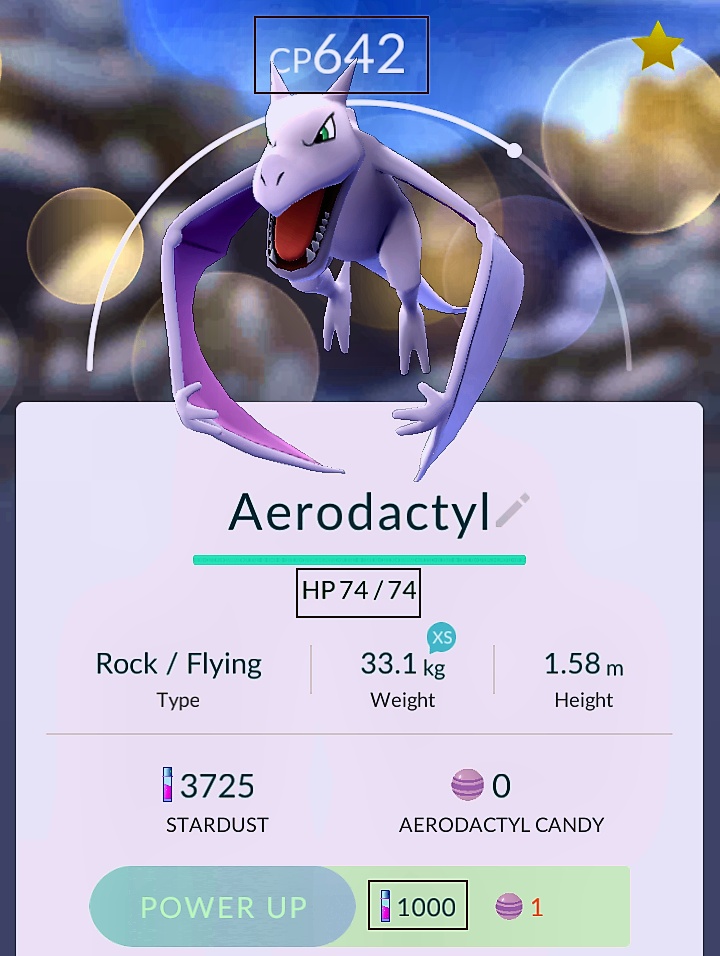 CP642
Aerodactyl
HP 74 / 74
XS
Rock / Flying 33.1 kg 1.58 m
Type Weight Height
3725 0
STARDUST AERODACTYL CANDY
POWER UP 1000 1